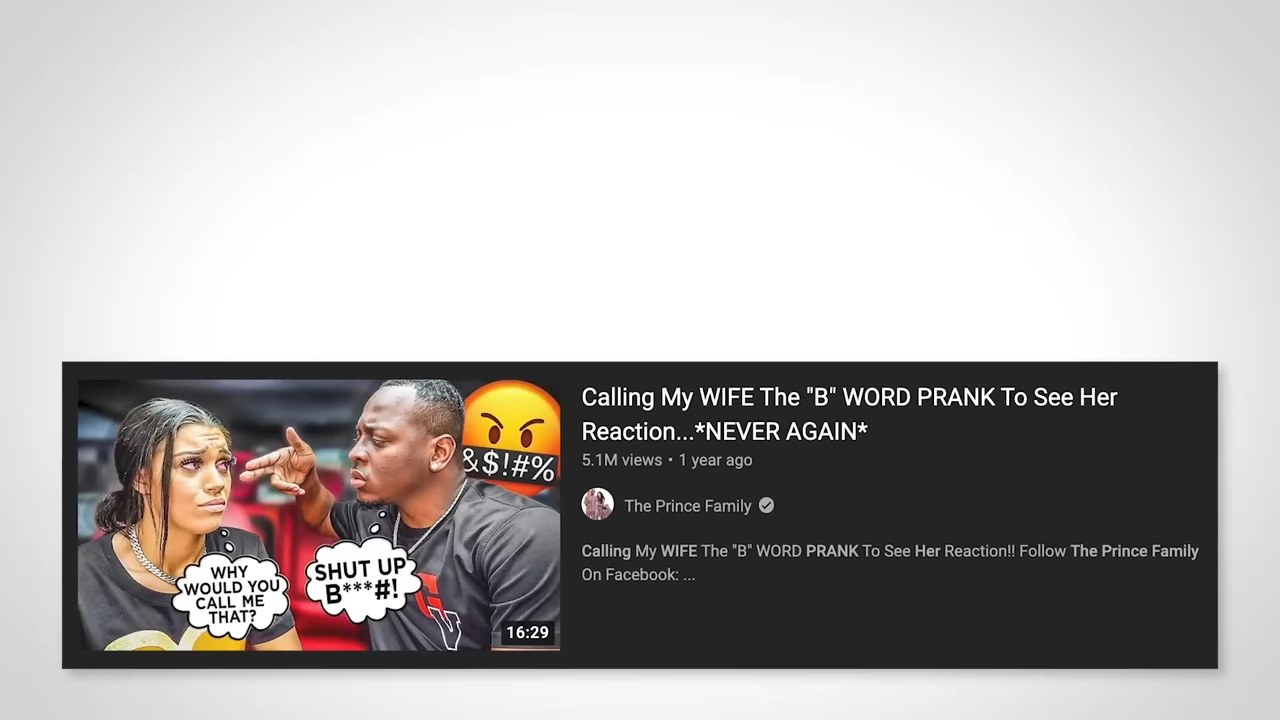 &$!#%
WHY
WOULD YOU
CALL ME
THAT?
SHUT UP
B***#!
16:29
Calling My WIFE The "B" WORD PRANK To See Her
Reaction...*NEVER AGAIN*
5.1M views • 1 year ago
The Prince Family
Calling My WIFE The "B" WORD PRANK To See Her Reaction!! Follow The Prince Family
On Facebook: ...